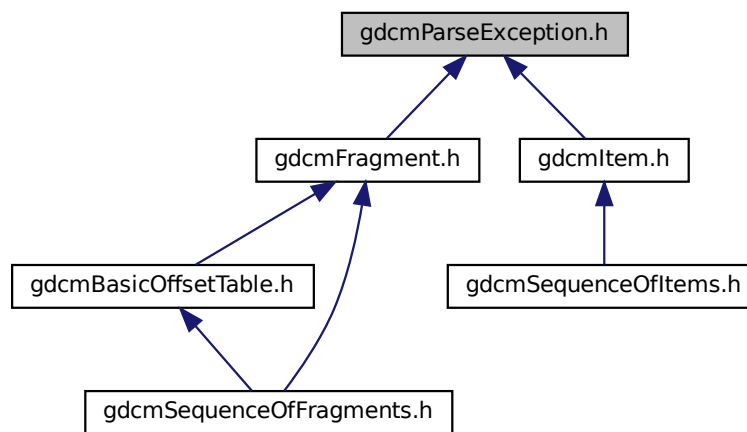 gdcmParseException.h
gdcmFragment.h
gdcmItem.h
gdcmBasicOffsetTable.h
gdcmSequenceOfItems.h
gdcmSequenceOfFragments.h